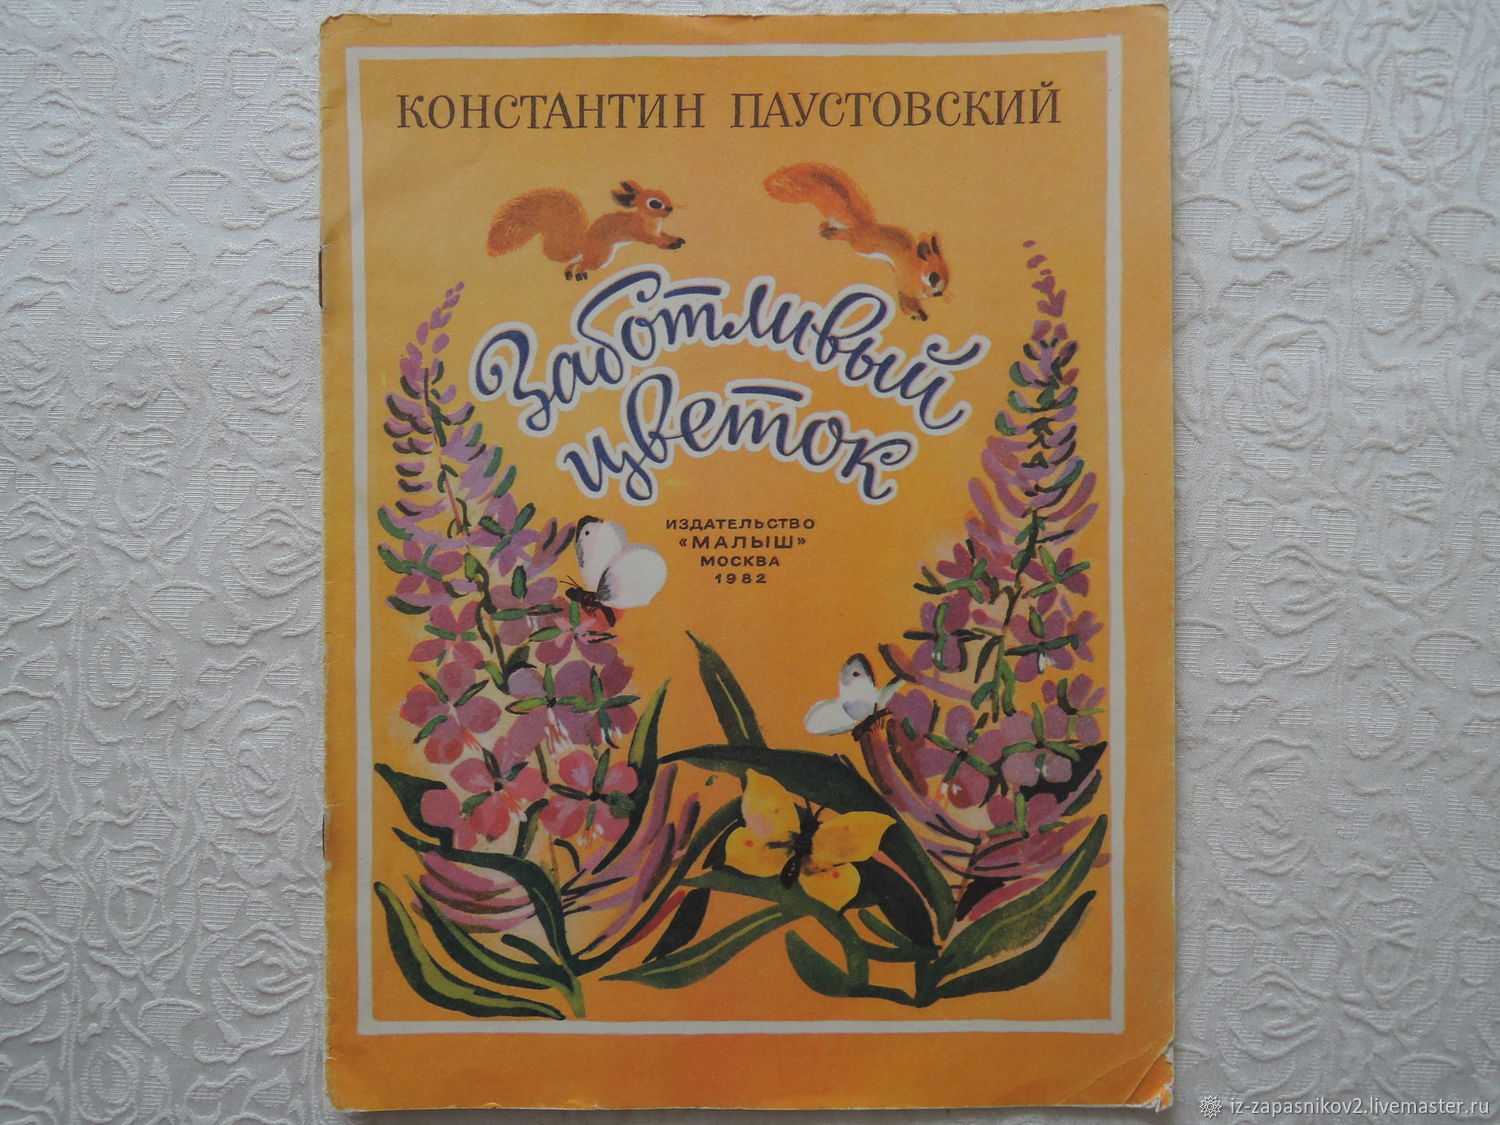 КОНСТАНТИН ПАУСТОВСКИЙ
Заботливый
цветок
ИЗДАТЕЛЬСТВО
«МАЛЫШ»
МОСКВА
1982
iz-zapasnikov2.livemaster.ru